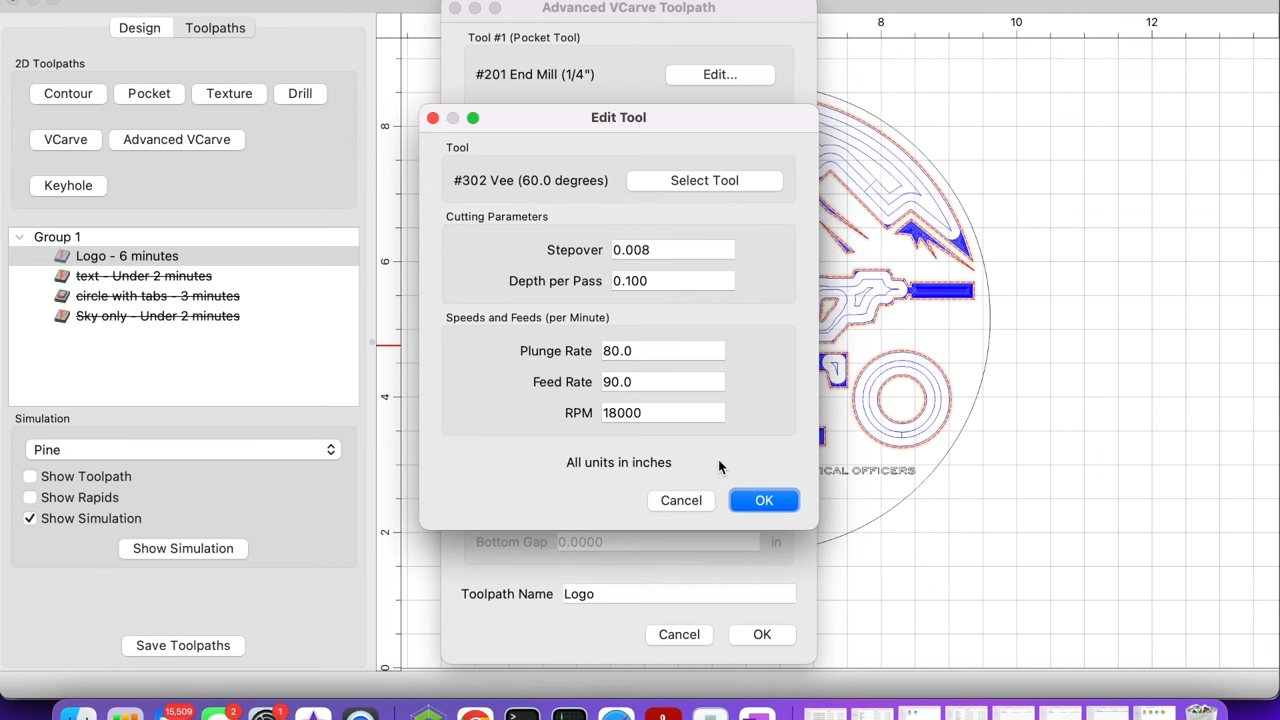 Advanced VCarve Toolpath
Design Toolpaths
2D Toolpaths
Contour Pocket Texture Drill
VCarve Advanced VCarve
Keyhole
Group 1
Logo - 6 minutes
text - Under 2 minutes
circle with tabs - 3 minutes
Sky only - Under 2 minutes
Simulation
Pine
Show Toolpath
Show Rapids
Show Simulation
Show Simulation
Save Toolpaths
Tool #1 (Pocket Tool)
#201 End Mill (1/4")
Edit...
Edit Tool
Tool
#302 Vee (60.0 degrees)
Select Tool
Cutting Parameters
Stepover 0.008
Depth per Pass 0.100
Speeds and Feeds (per Minute)
Plunge Rate 80.0
Feed Rate 90.0
RPM 18000
All units in inches
Cancel OK
Bottom Gap 0.0000 in
Toolpath Name Logo
Cancel OK
8 10 12
8
6
4
2
0
ICAL OFFICERS
15,509
2
1